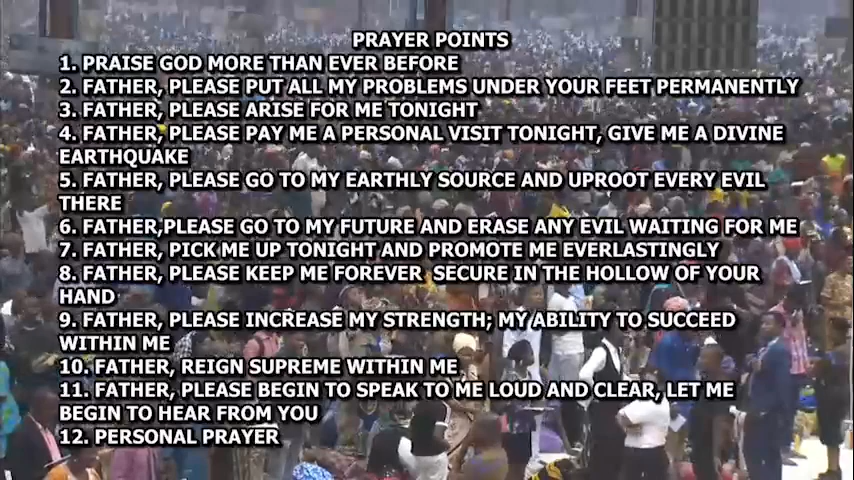 PRAYER POINTS
1. PRAISE GOD MORE THAN EVER BEFORE
2. FATHER, PLEASE PUT ALL MY PROBLEMS UNDER YOUR FEET PERMANENTLY
3. FATHER, PLEASE ARISE FOR ME TONIGHT
4. FATHER, PLEASE PAY ME A PERSONAL VISIT TONIGHT, GIVE ME A DIVINE
EARTHQUAKE
5. FATHER, PLEASE GO TO MY EARTHLY SOURCE AND UPROOT EVERY EVIL
THERE
6. FATHER,PLEASE GO TO MY FUTURE AND ERASE ANY EVIL WAITING FOR ME
7. FATHER, PICK ME UP TONIGHT AND PROMOTE ME EVERLASTINGLY
8. FATHER, PLEASE KEEP ME FOREVER  SECURE IN THE HOLLOW OF YOUR
HAND
9. FATHER, PLEASE INCREASE MY STRENGTH; MY ABILITY TO SUCCEED
WITHIN ME
10. FATHER, REIGN SUPREME WITHIN ME
11. FATHER, PLEASE BEGIN TO SPEAK TO ME LOUD AND CLEAR, LET ME
BEGIN TO HEAR FROM YOU
12. PERSONAL PRAYER